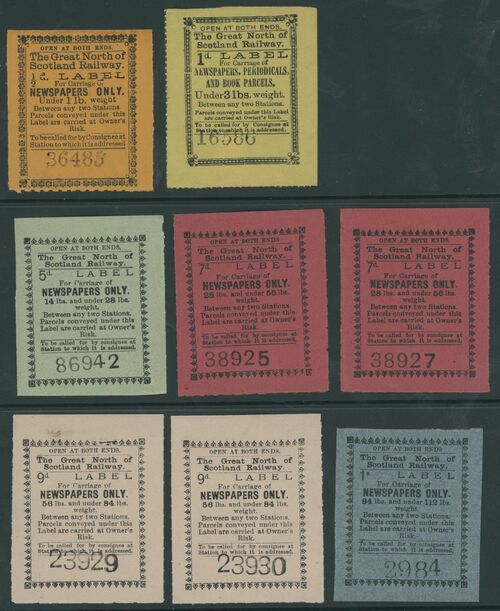 OPEN AT BOTH ENDS.
The Great North of
Scotland Railway.
½d LABEL
For Carriage of
NEWSPAPERS ONLY.
Under 1 lb. weight
Between any two Stations.
Parcels conveyed under this
Label are carried at Owner's
Risk.
To be called for by Consignee at
Station to which it is addressed
36485
OPEN AT BOTH ENDS.
The Great North of
Scotland Railway.
1d LABEL
For Carriage of
NEWSPAPERS, PERIODICALS,
AND BOOK PARCELS,
Under 3 lbs. weight.
Between any two Stations.
Parcels conveyed under this
Label are carried at Owner's
Risk.
To be called for by Consignee at
Station to which it is addressed.
16586
OPEN AT BOTH ENDS.
The Great North of
Scotland Railway.
5d LABEL
For Carriage of
NEWSPAPERS ONLY.
14 lbs. and under 28 lbs.
weight.
Between any two Stations.
Parcels conveyed under this
Label are carried at Owner's
Risk.
To be called for by consignee at
Station to which it is addressed.
86942
OPEN AT BOTH ENDS.
The Great North of
Scotland Railway.
7d LABEL
For Carriage of
NEWSPAPERS ONLY.
28 lbs. and under 56 lbs.
weight.
Between any two Stations.
Parcels conveyed under this
Label are carried at Owner's
Risk.
To be called for by consignee at
Station to which it is addressed.
38925
OPEN AT BOTH ENDS.
The Great North of
Scotland Railway.
7d LABEL
For Carriage of
NEWSPAPERS ONLY.
28 lbs. and under 56 lbs.
weight.
Between any two Stations.
Parcels conveyed under this
Label are carried at Owner's
Risk.
To be called for by consignee at
Station to which it is addressed.
38927
OPEN AT BOTH ENDS.
The Great North of
Scotland Railway.
9d LABEL
For Carriage of
NEWSPAPERS ONLY.
56 lbs. and under 84 lbs.
weight.
Between any two Stations.
Parcels conveyed under this
Label are carried at Owner's
Risk.
To be called for by consignee at
Station to which it is addressed.
23929
OPEN AT BOTH ENDS.
The Great North of
Scotland Railway.
9d LABEL
For Carriage of
NEWSPAPERS ONLY.
56 lbs. and under 84 lbs.
weight.
Between any two Stations.
Parcels conveyed under this
Label are carried at Owner's
Risk.
To be called for by consignee at
Station to which it is addressed.
23930
OPEN AT BOTH ENDS.
The Great North of
Scotland Railway.
LABEL
For Carriage of
NEWSPAPERS ONLY.
84 lbs. and under 112 lbs.
weight.
Between any two Stations.
Parcels conveyed under this
Label are carried at Owner's
Risk.
To be called for by consignee at
Station to which it is addressed.
2984